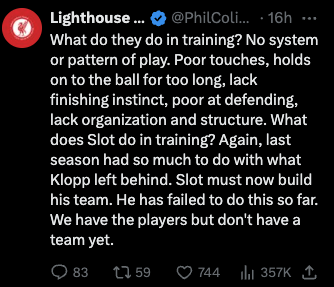 Lighthouse ... @PhilColi... · 16h ...
What do they do in training? No system
or pattern of play. Poor touches, holds
on to the ball for too long, lack
finishing instinct, poor at defending,
lack organization and structure. What
does Slot do in training? Again, last
season had so much to do with what
Klopp left behind. Slot must now build
his team. He has failed to do this so far.
We have the players but don't have a
team yet.
83 59 744 357K